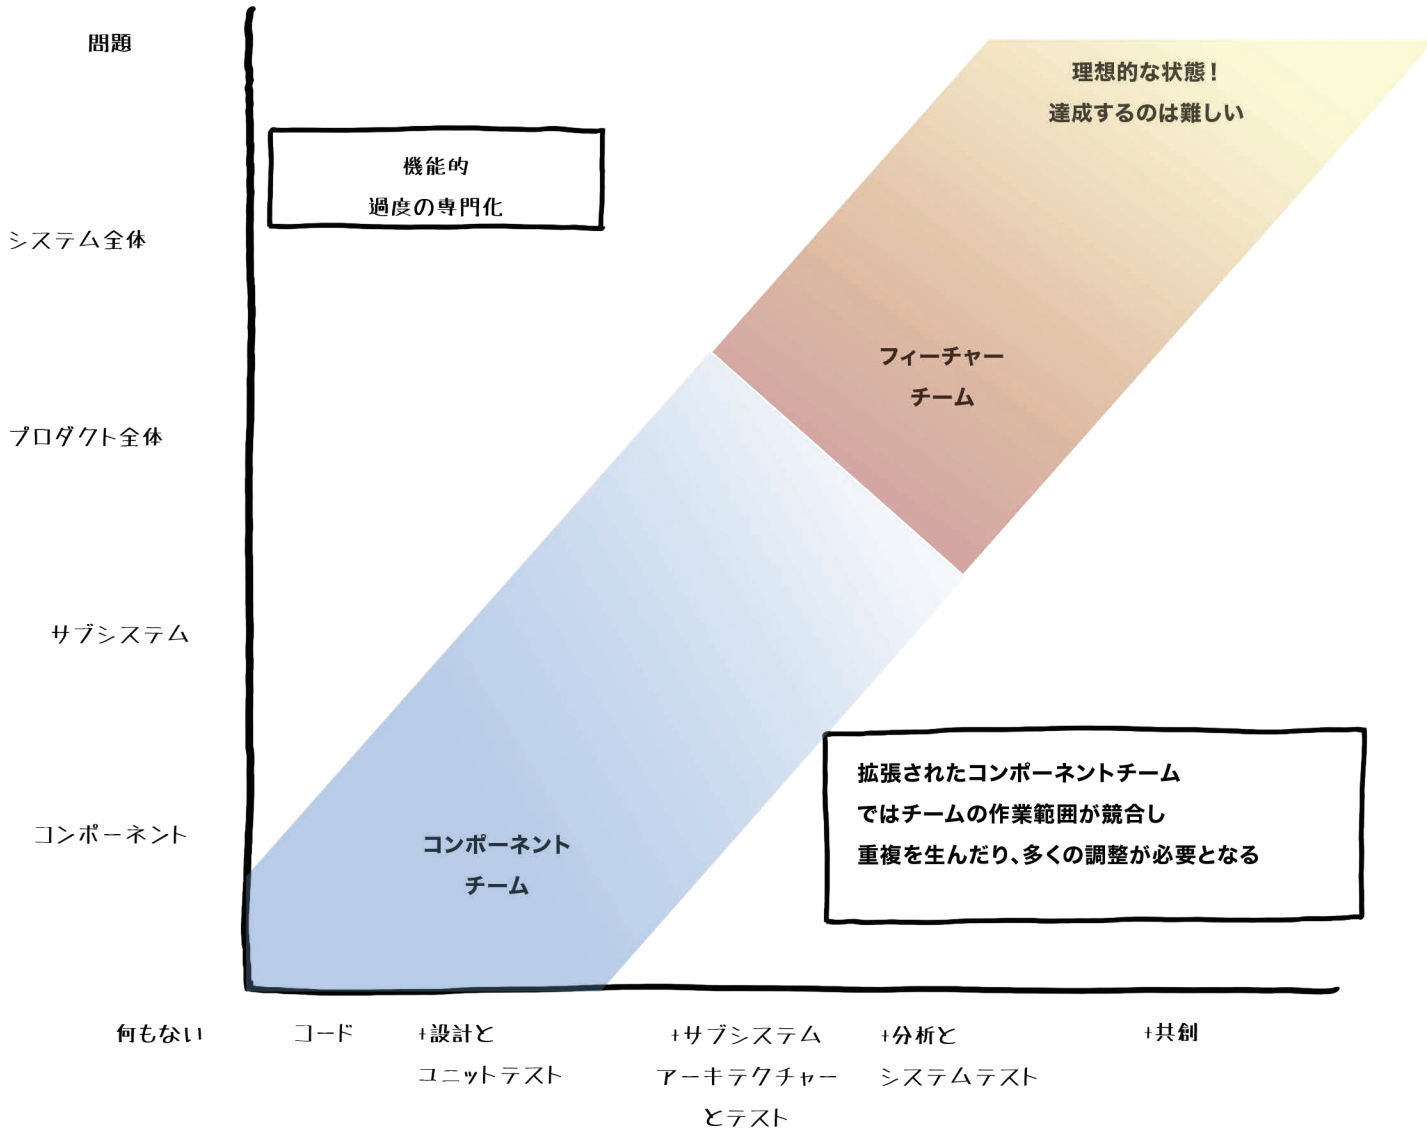 問題
理想的な状態！
達成するのは難しい
機能的
過度の専門化
システム全体
フィーチャー
チーム
プロダクト全体
サブシステム
拡張されたコンポーネントチーム
ではチームの作業範囲が競合し
重複を生んだり、多くの調整が必要となる
コンポーネント
コンポーネント
チーム
何もない
コード
+設計と
ユニットテスト
+サブシステム
アーキテクチャー
とテスト
+分析と
システムテスト
+共創